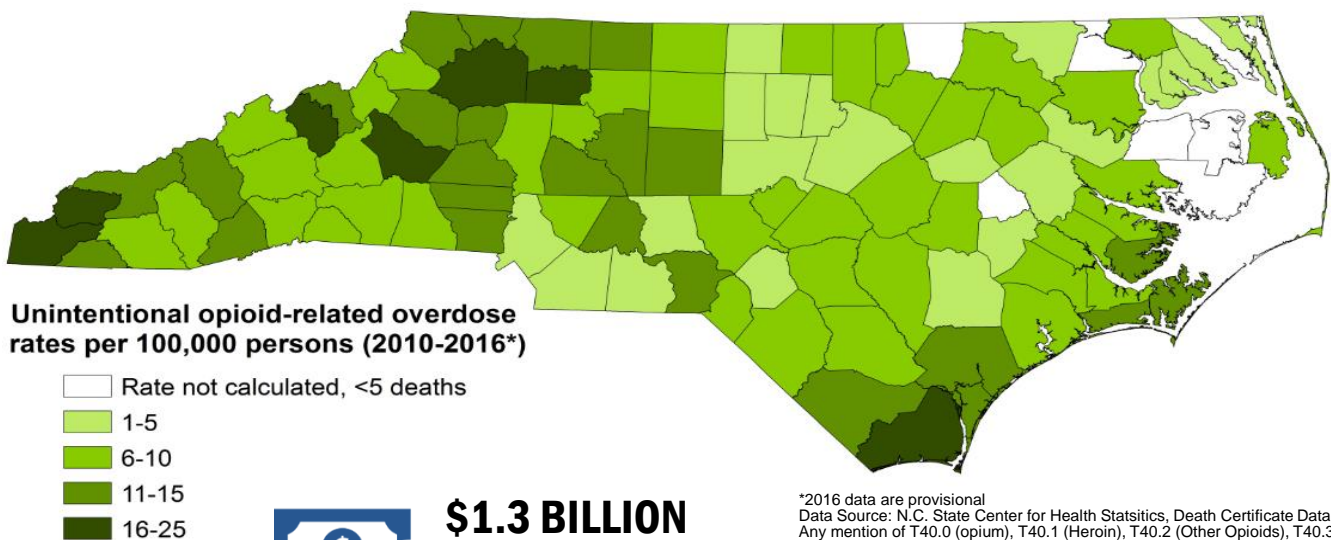 Unintentional opioid-related overdose
rates per 100,000 persons (2010-2016*)
Rate not calculated, <5 deaths
1-5
6-10
11-15
16-25
$1.3 BILLION
*2016 data are provisional
Data Source: N.C. State Center for Health Statsitics, Death Certificate Data
Any mention of T40.0 (opium), T40.1 (Heroin), T40.2 (Other Opioids), T40.3